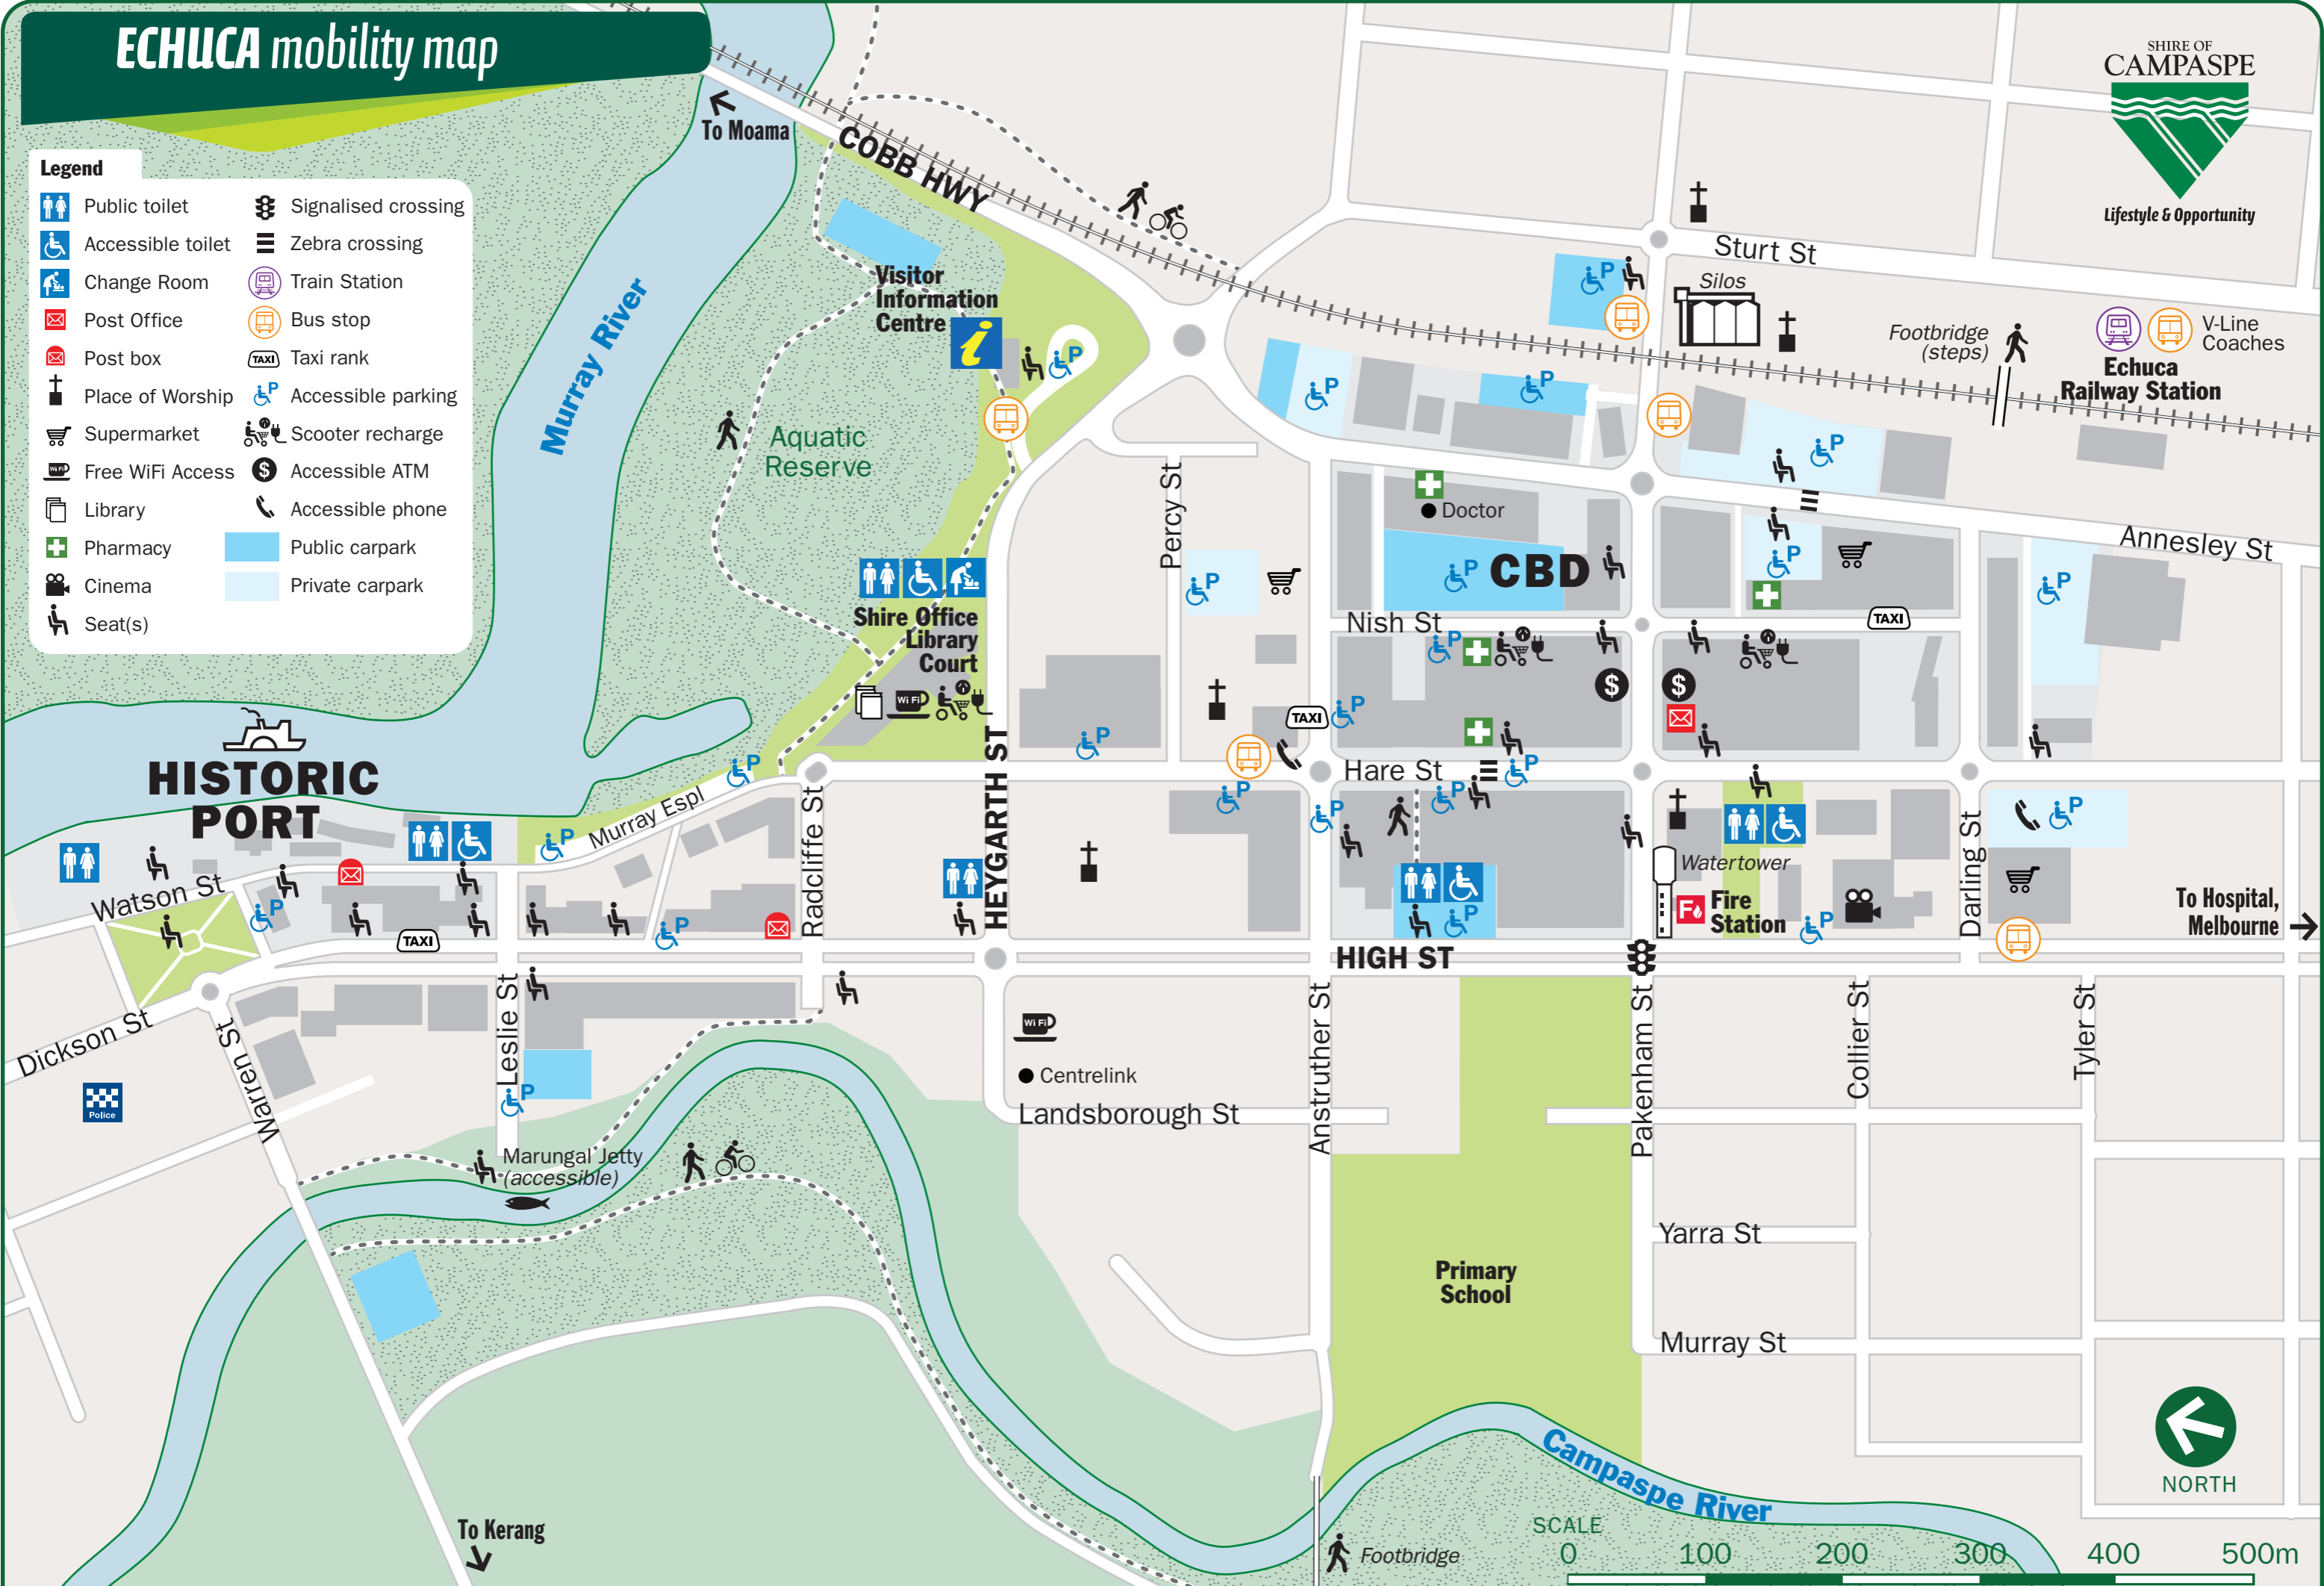 ECHUCA mobility map
SHIRE OF
CAMPASPE
Lifestyle & Opportunity
To Moama
COBB HWY
Legend
Public toilet
Accessible toilet
Change Room
Post Office
Post box
Place of Worship
Supermarket
Free WiFi Access
Library
Pharmacy
Cinema
Seat(s)
Signalised crossing
Zebra crossing
Train Station
Bus stop
TAXI
Taxi rank
P
Accessible parking
Scooter recharge
$
Accessible ATM
Accessible phone
Public carpark
Private carpark
Murray River
Visitor
Information
Centre
i
P
Aquatic
Reserve
Sturt St
P
Silos
Footbridge
(steps)
V-Line
Coaches
Echuca
Railway Station
P
P
P
Percy St
Doctor
CBD
P
P
P
P
P
Annesley St
Nish St
TAXI
Shire Office
Library
Court
Wi Fi
P
$
$
TAXI
P
P
P
HEYGARTH ST
Hare St
P
P
P
P
HISTORIC
PORT
Murray Espl
P
Radcliffe St
Watson St
P
TAXI
P
Watertower
F
Fire
Station
P
P
Darling St
P
To Hospital,
Melbourne
HIGH ST
Dickson St
Warren St
Leslie St
P
Police
Wi Fi
Centrelink
Landsborough St
Anstruther St
Pakenham St
Collier St
Tyler St
Marungal Jetty
(accessible)
Yarra St
Primary
School
Murray St
Campaspe River
NORTH
To Kerang
Footbridge
SCALE
0 100 200 300 400 500m